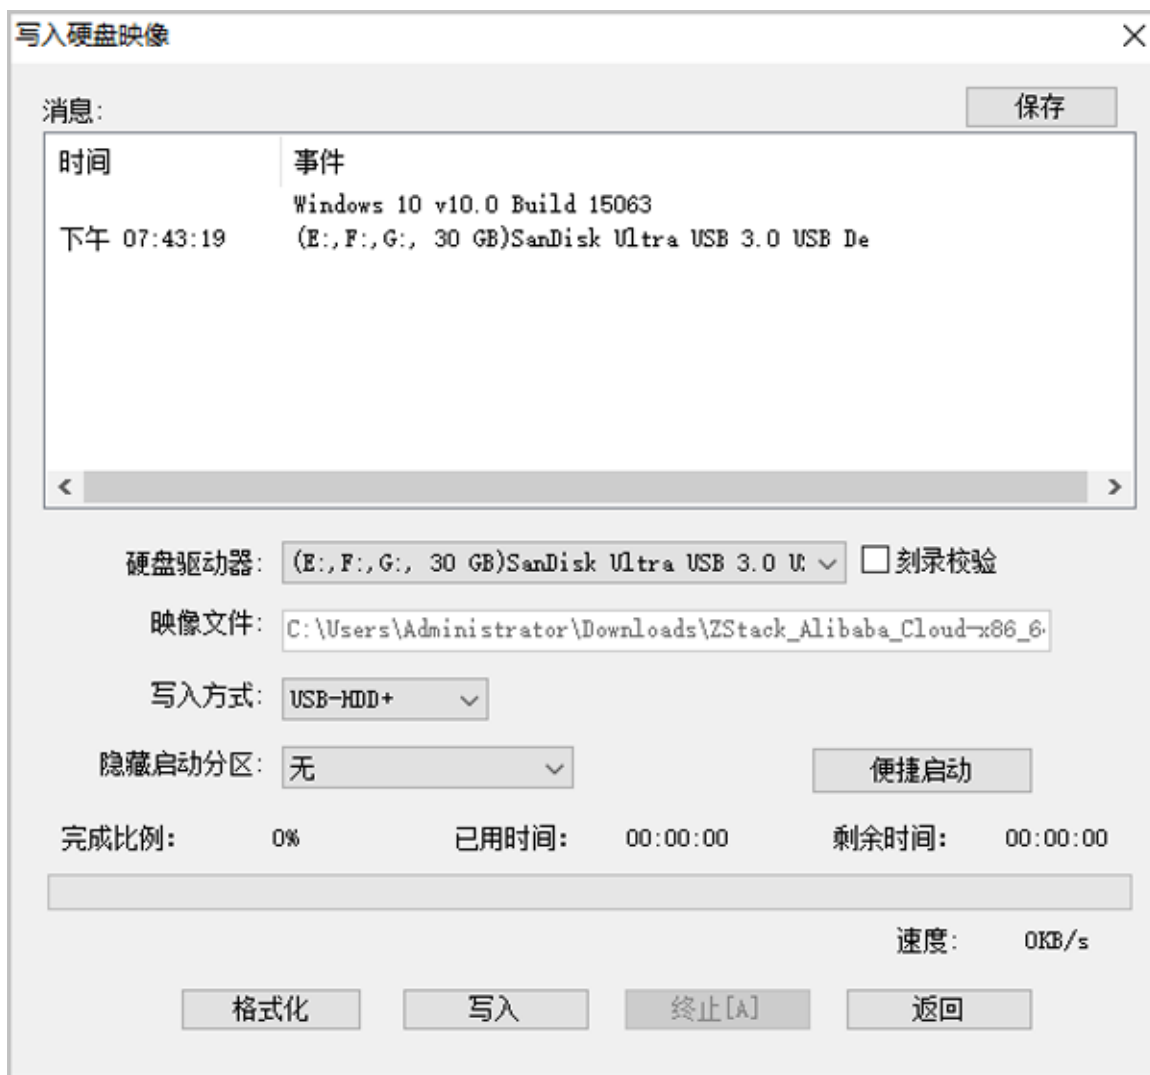 写入硬盘映像
消息: 保存
时间 事件
Windows 10 v10.0 Build 15063
下午 07:43:19 (E:,F:,G:, 30 GB)SanDisk Ultra USB 3.0 USB De
硬盘驱动器: (E:,F:,G:, 30 GB)SanDisk Ultra USB 3.0 刻录校验
映像文件: C:\Users\Administrator\Downloads\ZStack_Alibaba_Cloud-x86_6
写入方式: USB-HDD+
隐藏启动分区: 无 便捷启动
完成比例: 0% 已用时间: 00:00:00 剩余时间: 00:00:00
速度: 0KB/s
格式化 写入 终止[A] 返回